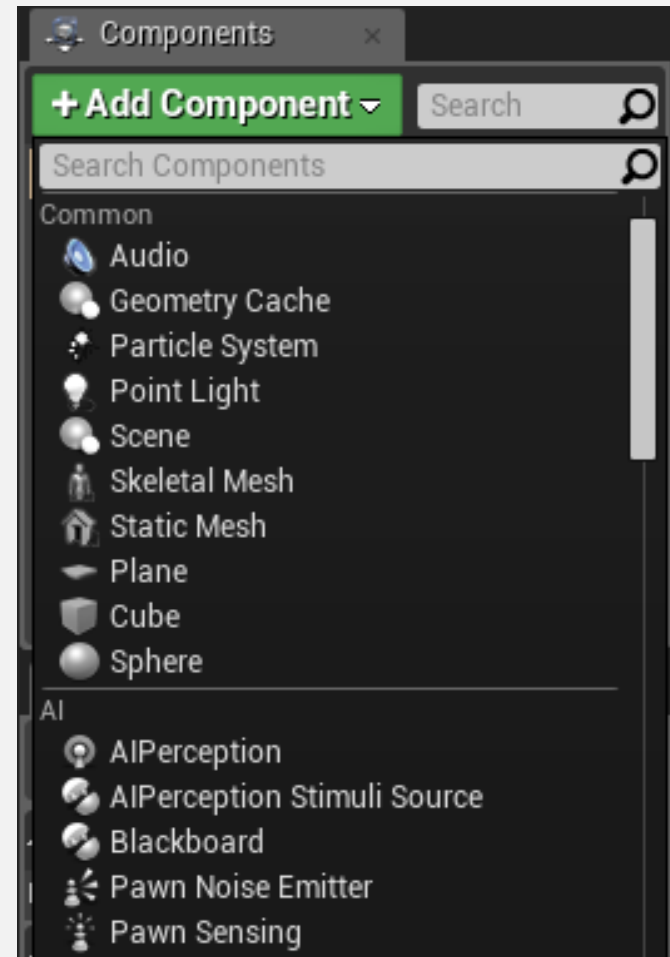 Components
+Add Component
Search
Search Components
Common
Audio
Geometry Cache
Particle System
Point Light
Scene
Skeletal Mesh
Static Mesh
Plane
Cube
Sphere
AI
AIPerception
AIPerception Stimuli Source
Blackboard
Pawn Noise Emitter
Pawn Sensing